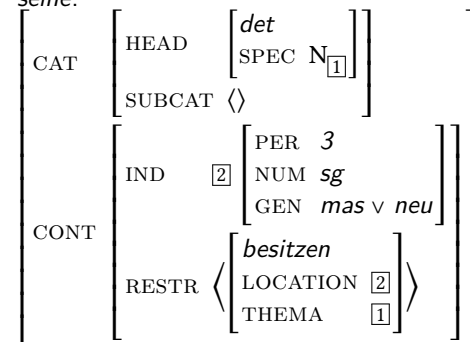 seine:
det
HEAD
SPEC N[1]
CAT
SUBCAT ⟨⟩
PER 3
IND [2] NUM sg
GEN mas ∨ neu
CONT
besitzen
RESTR ⟨ LOCATION [2] ⟩
THEMA [1]